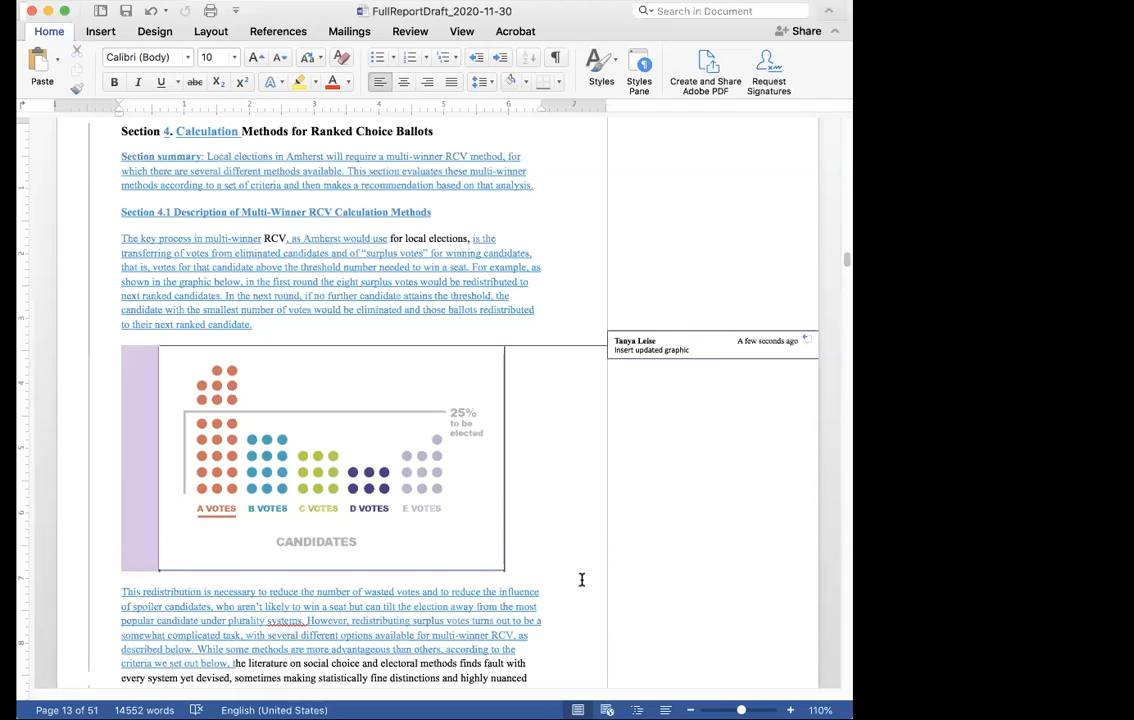 FullReportDraft_2020-11-30
Search in Document
Home Insert Design Layout References Mailings Review View Acrobat Share
Paste
Calibri (Body) 10
Styles
Styles Pane
Create and Share Adobe PDF
Request Signatures
Section 4. Calculation Methods for Ranked Choice Ballots
Section summary: Local elections in Amherst will require a multi-winner RCV method, for
which there are several different methods available. This section evaluates these multi-winner
methods according to a set of criteria and then makes a recommendation based on that analysis.
Section 4.1 Description of Multi-Winner RCV Calculation Methods
The key process in multi-winner RCV, as Amherst would use for local elections, is the
transferring of votes from eliminated candidates and of “surplus votes” for winning candidates,
that is, votes for that candidate above the threshold number needed to win a seat. For example, as
shown in the graphic below, in the first round the eight surplus votes would be redistributed to
next ranked candidates. In the next round, if no further candidate attains the threshold, the
candidate with the smallest number of votes would be eliminated and those ballots redistributed
to their next ranked candidate.
Tanya Leise A few seconds ago
Insert updated graphic
25%
to be
elected
A VOTES B VOTES C VOTES D VOTES E VOTES
CANDIDATES
This redistribution is necessary to reduce the number of wasted votes and to reduce the influence
of spoiler candidates, who aren’t likely to win a seat but can tilt the election away from the most
popular candidate under plurality systems. However, redistributing surplus votes turns out to be a
somewhat complicated task, with several different options available for multi-winner RCV, as
described below. While some methods are more advantageous than others, according to the
criteria we set out below, the literature on social choice and electoral methods finds fault with
every system yet devised, sometimes making statistically fine distinctions and highly nuanced
Page 13 of 51 14552 words English (United States) 110%